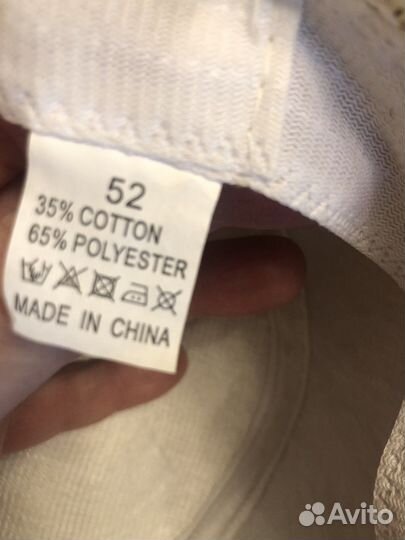 52
35% COTTON
65% POLYESTER
MADE IN CHINA
Avito